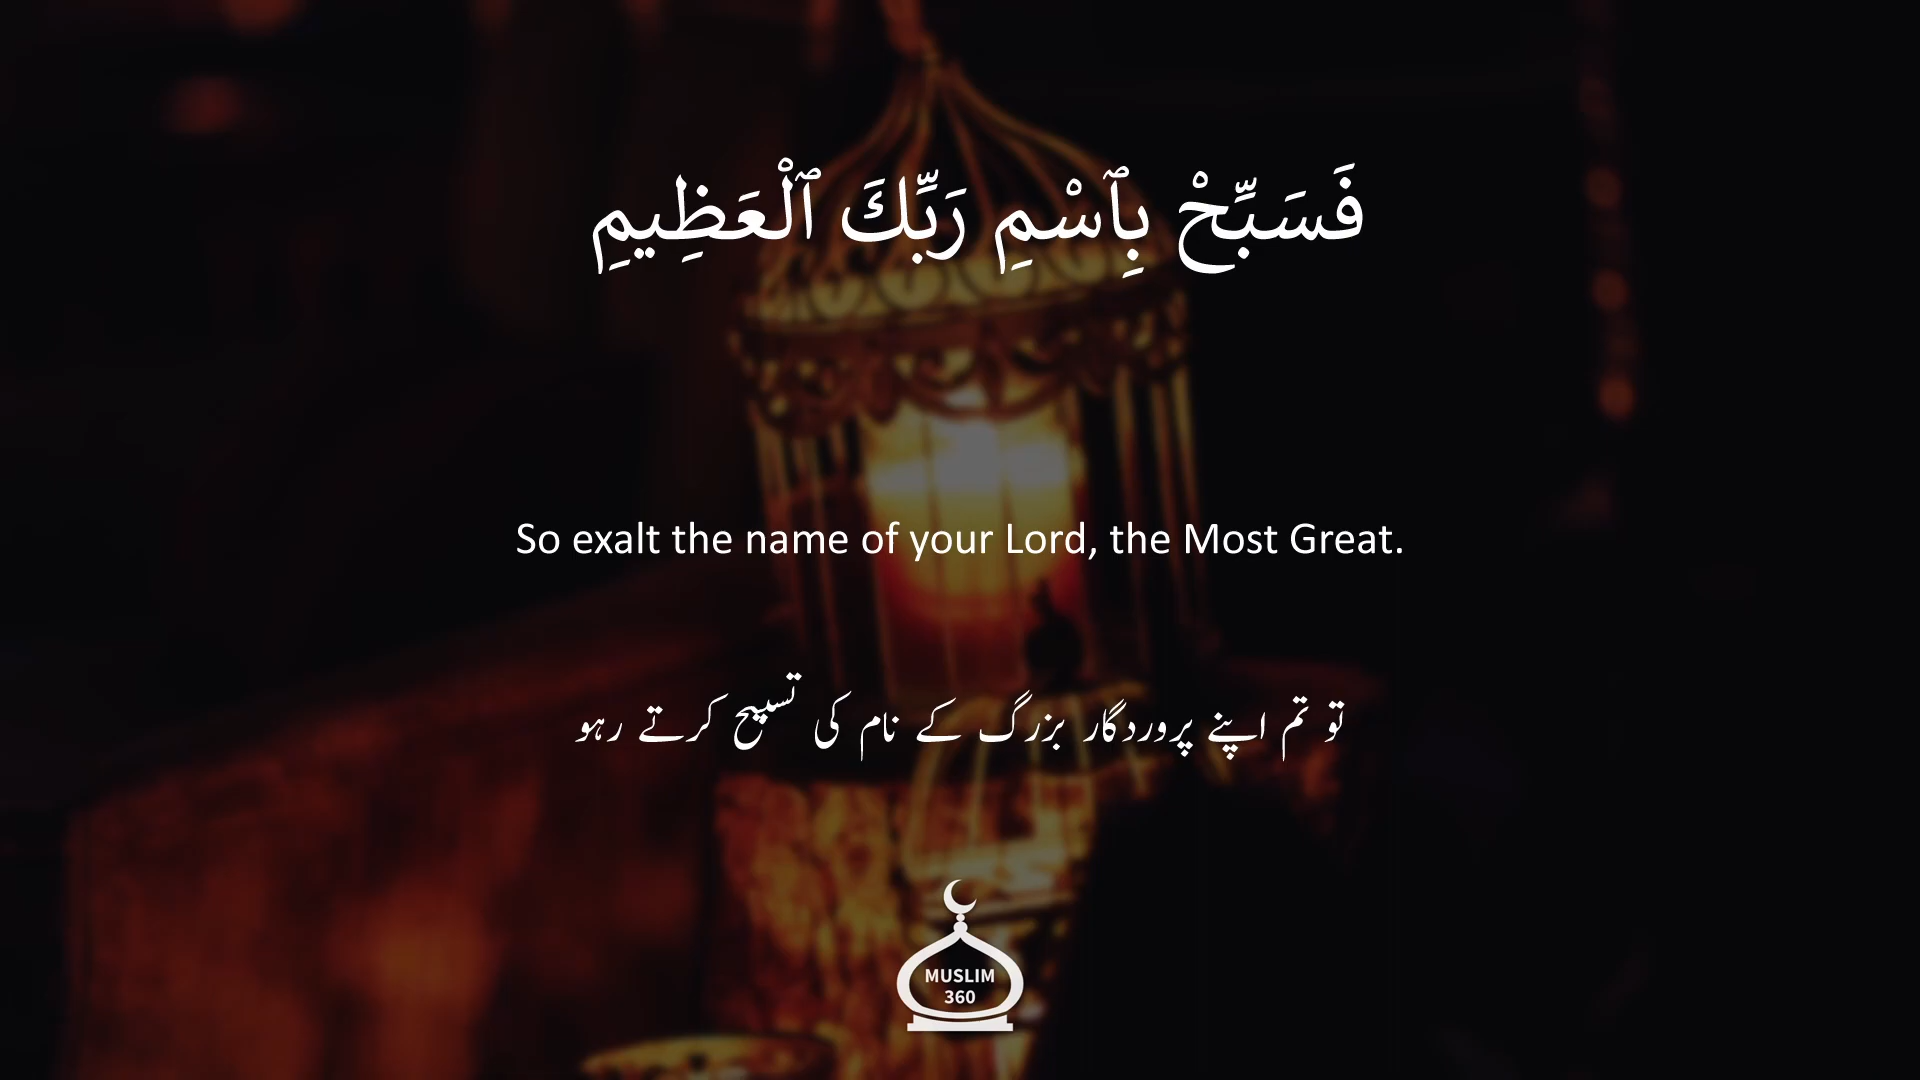 فَسَبِّحْ بِٱسْمِ رَبِّكَ ٱلْعَظِيمِ
So exalt the name of your Lord, the Most Great.
تو تم اپنے پروردگار بزرگ کے نام کی تسبیح کرتے رہو
MUSLIM
360